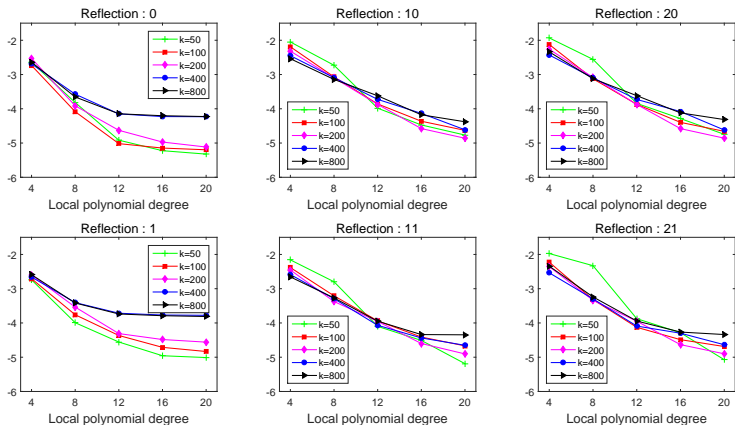 Reflection : 0
-2
-3
-4
-5
-6
k=50
k=100
k=200
k=400
k=800
4 8 12 16 20
Local polynomial degree
Reflection : 10
-2
-3
-4
-5
-6
k=50
k=100
k=200
k=400
k=800
4 8 12 16 20
Local polynomial degree
Reflection : 20
-2
-3
-4
-5
-6
k=50
k=100
k=200
k=400
k=800
4 8 12 16 20
Local polynomial degree
Reflection : 1
-2
-3
-4
-5
-6
k=50
k=100
k=200
k=400
k=800
4 8 12 16 20
Local polynomial degree
Reflection : 11
-2
-3
-4
-5
-6
k=50
k=100
k=200
k=400
k=800
4 8 12 16 20
Local polynomial degree
Reflection : 21
-2
-3
-4
-5
-6
k=50
k=100
k=200
k=400
k=800
4 8 12 16 20
Local polynomial degree